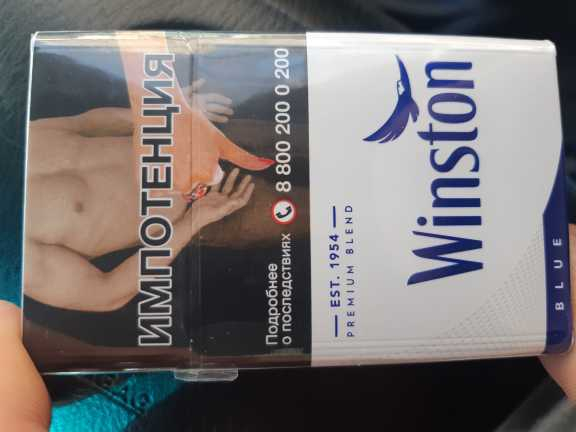 ИМПОТЕНЦИЯ
Подробнее
о последствиях 8 800 200 0 200
Winston
EST. 1954
PREMIUM BLEND
BLUE